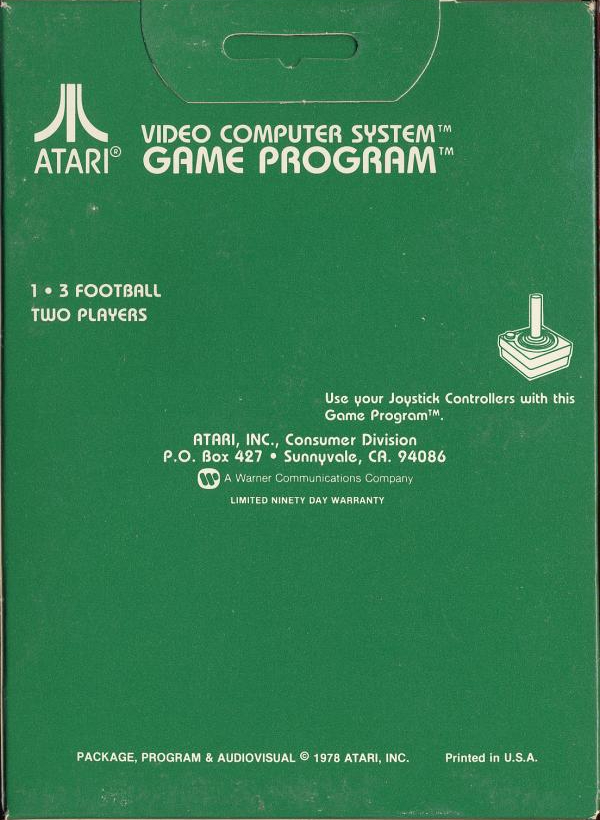 ATARI®
VIDEO COMPUTER SYSTEM™
GAME PROGRAM™
1 • 3 FOOTBALL
TWO PLAYERS
Use your Joystick Controllers with this
Game Program™.
ATARI, INC., Consumer Division
P.O. Box 427 • Sunnyvale, CA. 94086
A Warner Communications Company
LIMITED NINETY DAY WARRANTY
PACKAGE, PROGRAM & AUDIOVISUAL © 1978 ATARI, INC. Printed in U.S.A.